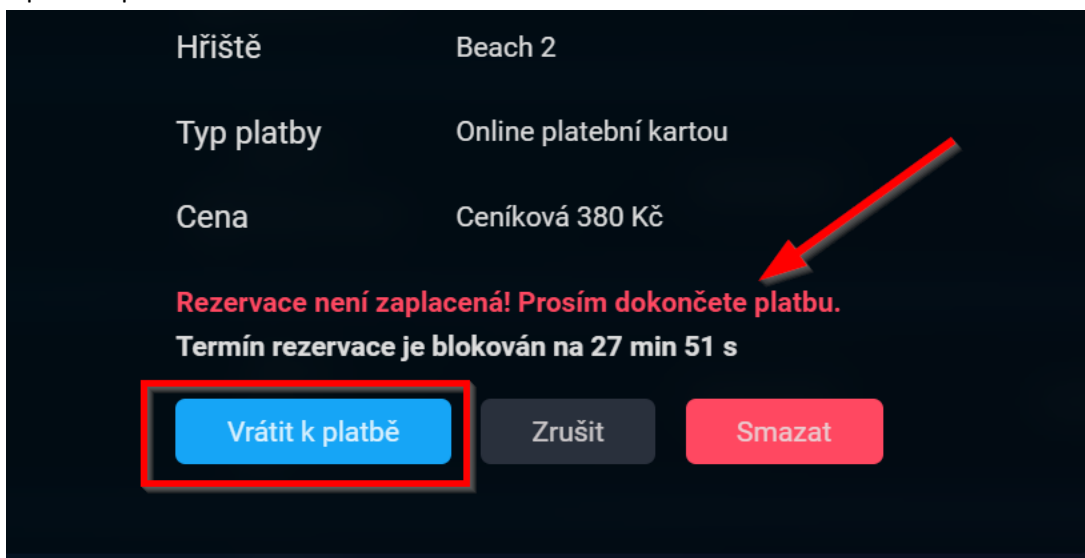 Hřiště Beach 2
Typ platby Online platební kartou
Cena Ceníková 380 Kč
Rezervace není zaplacená! Prosím dokončete platbu.
Termín rezervace je blokován na 27 min 51 s
Vrátit k platbě Zrušit Smazat